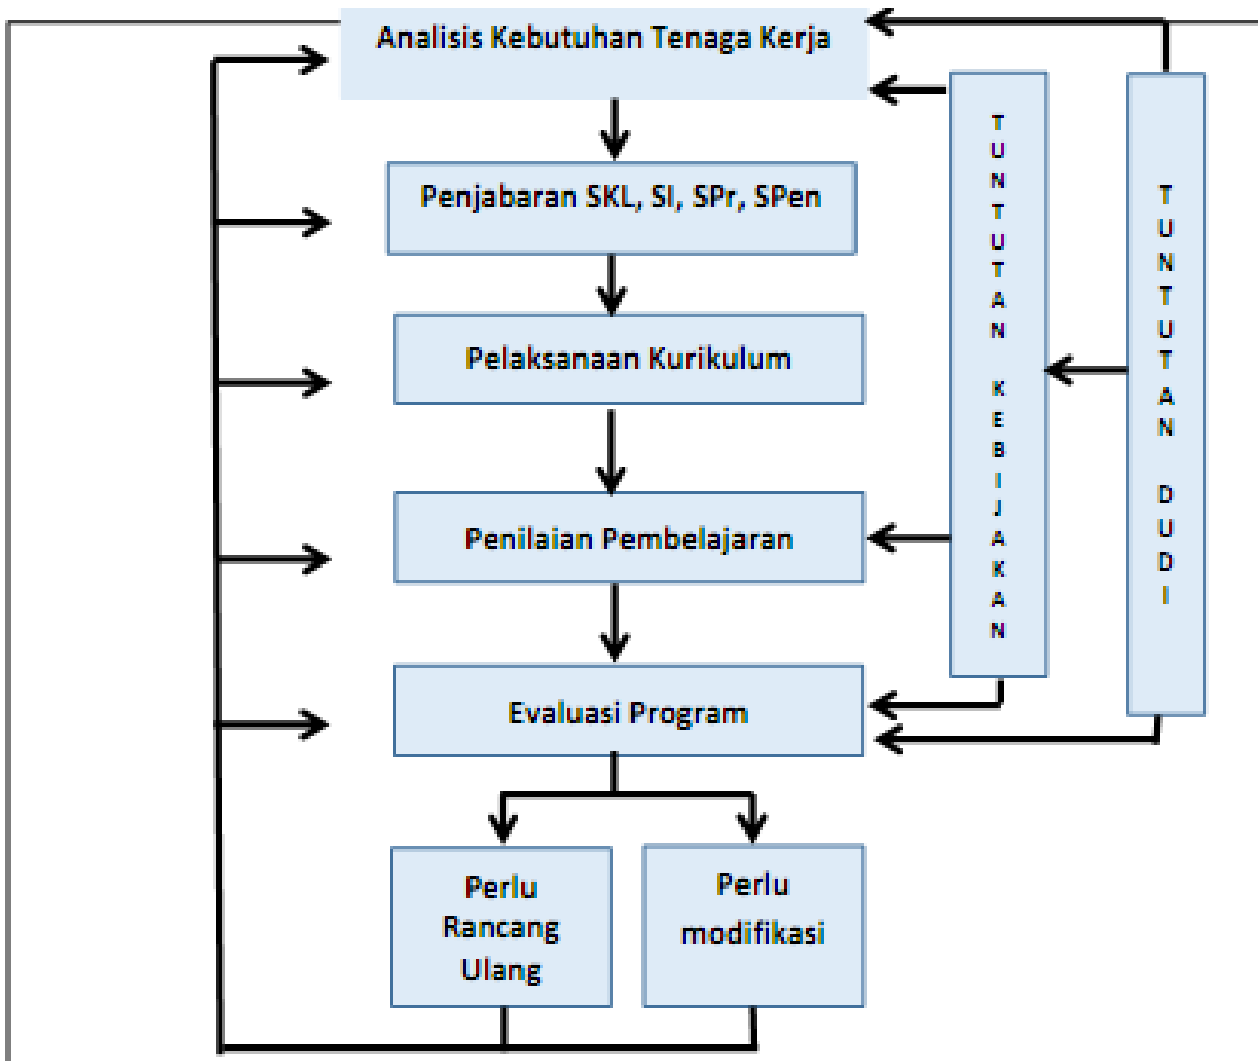 Analisis Kebutuhan Tenaga Kerja
Penjabaran SKL, SI, SPr, SPen
Pelaksanaan Kurikulum
Penilaian Pembelajaran
Evaluasi Program
Perlu
Rancang
Ulang
Perlu
modifikasi
TUNTUTAN KEBIJAKAN
TUNTUTAN DUDI